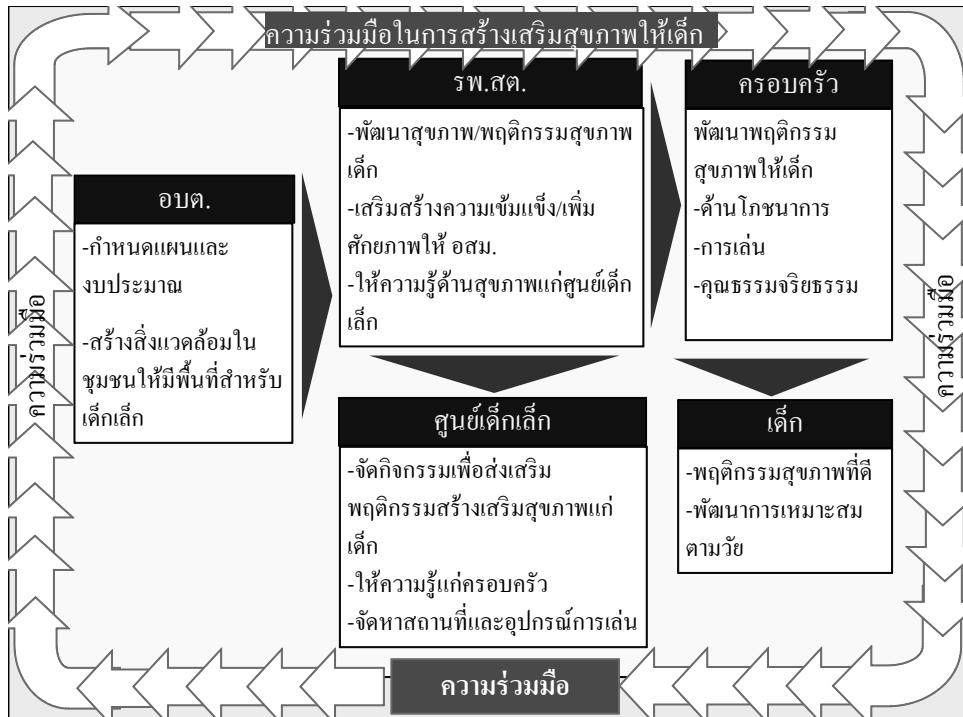 ความร่วมมือในการสร้างเสริมสุขภาพให้เด็ก
อบต.
-กำหนดแผนและ
งบประมาณ
-สร้างสิ่งแวดล้อมใน
ชุมชนให้มีพื้นที่สำหรับ
เด็กเล็ก
รพ.สต.
-พัฒนาสุขภาพ/พฤติกรรมสุขภาพ
เด็ก
-เสริมสร้างความเข้มแข็ง/เพิ่ม
ศักยภาพให้ อสม.
-ให้ความรู้ด้านสุขภาพแก่ศูนย์เด็ก
เล็ก
ครอบครัว
พัฒนาพฤติกรรม
สุขภาพให้เด็ก
-ด้านโภชนาการ
-การเล่น
-คุณธรรมจริยธรรม
ศูนย์เด็กเล็ก
-จัดกิจกรรมเพื่อส่งเสริม
พฤติกรรมสร้างเสริมสุขภาพแก่
เด็ก
-ให้ความรู้แก่ครอบครัว
-จัดหาสถานที่และอุปกรณ์การเล่น
เด็ก
-พฤติกรรมสุขภาพที่ดี
-พัฒนาการเหมาะสม
ตามวัย
ความร่วมมือ
ความร่วมมือ
ความร่วมมือ